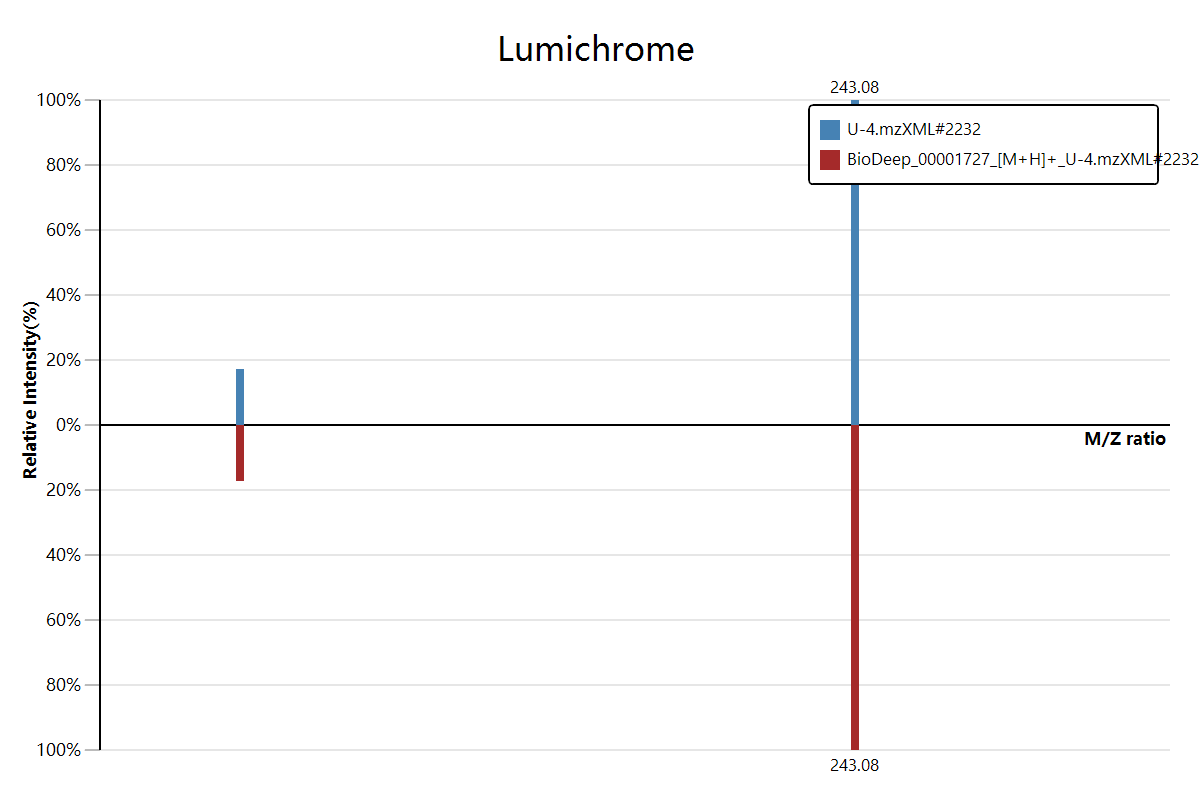 Lumichrome
243.08
100%
U-4.mzXML#2232
BioDeep_00001727_[M+H]+_U-4.mzXML#2232
80%
60%
40%
20%
0%
M/Z ratio
Relative Intensity(%)
20%
40%
60%
80%
100%
243.08